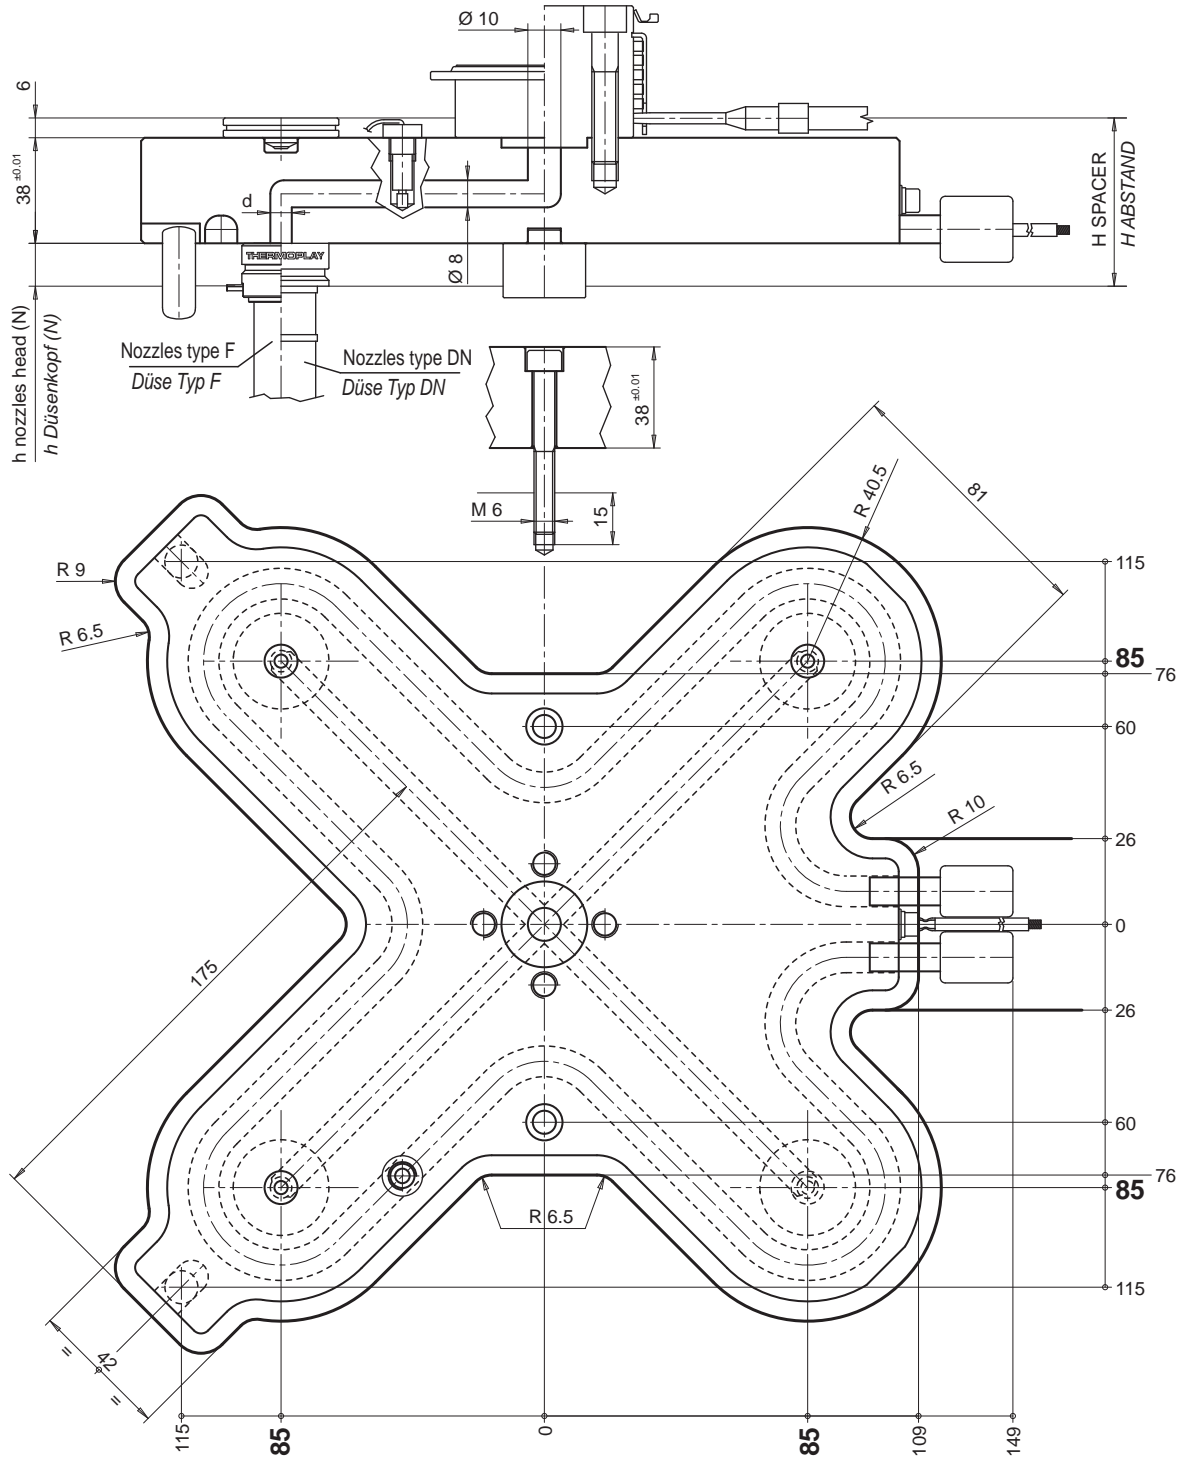 Ø 10
6
38 ±0.01
d
THERMOPLAY
Ø 8
H SPACER
H ABSTAND
h nozzles head (N)
h Düsenkopf (N)
Nozzles type F
Düse Typ F
Nozzles type DN
Düse Typ DN
38 ±0.01
M 6
15
R 40.5
81
R 9
R 6.5
115
85
76
60
R 6.5
R 10
26
0
26
175
60
76
85
R 6.5
115
42
=
=
115
85
0
85
109
149